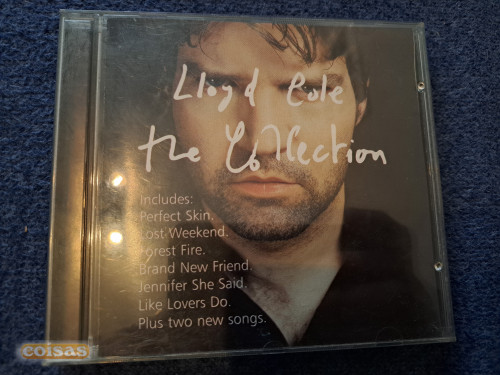 Lloyd Cole
the Collection
Includes:
Perfect Skin.
Lost Weekend.
Forest Fire.
Brand New Friend.
Jennifer She Said.
Like Lovers Do.
Plus two new songs.
coisas